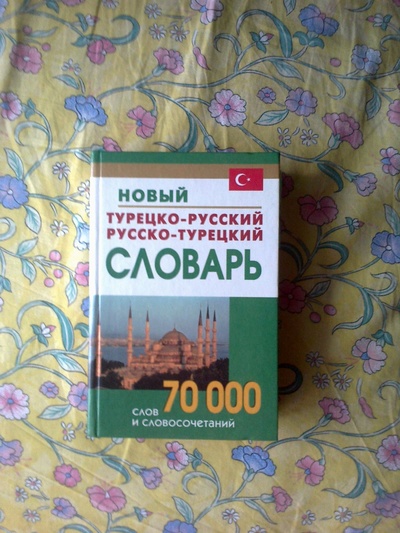 НОВЫЙ
ТУРЕЦКО-РУССКИЙ
РУССКО-ТУРЕЦКИЙ
СЛОВАРЬ
70 000
СЛОВ
И СЛОВОСОЧЕТАНИЙ